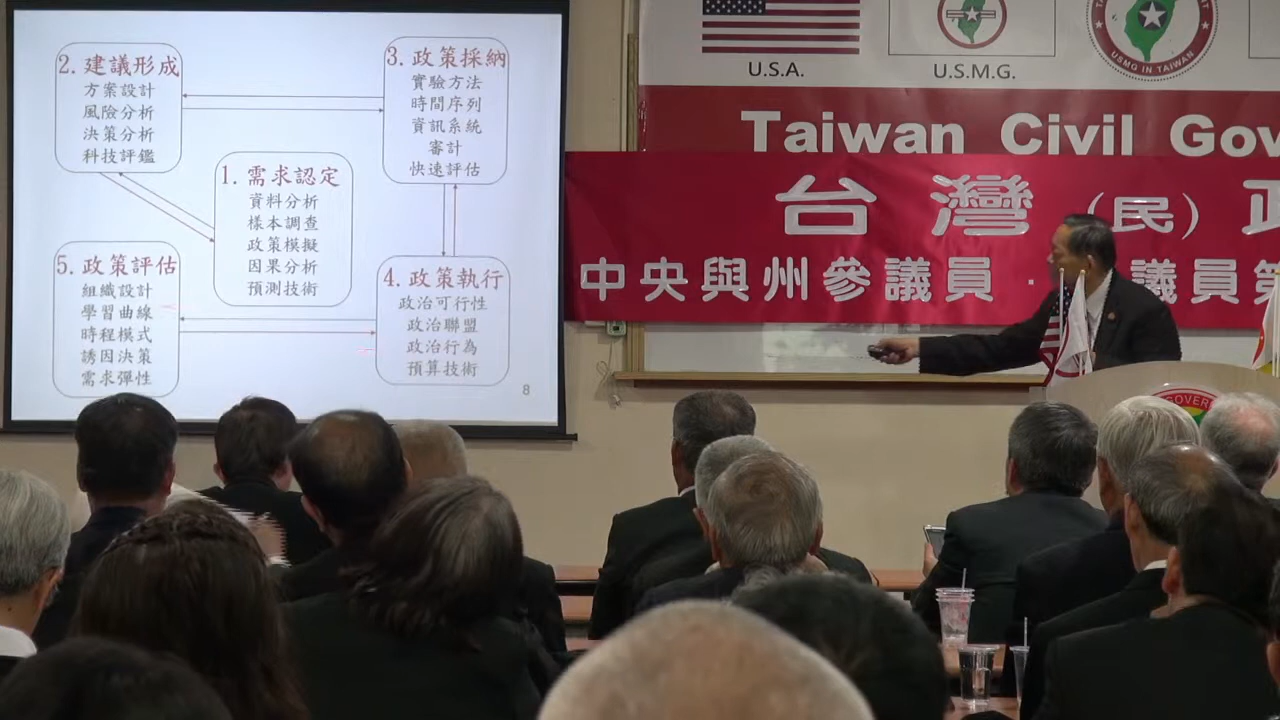 2. 建議形成
方案設計
風險分析
決策分析
科技評鑑
3. 政策採納
實驗方法
時間序列
資訊系統
審計
快速評估
1. 需求認定
資料分析
樣本調查
政策模擬
因果分析
預測技術
5. 政策評估
組織設計
學習曲線
時程模式
誘因決策
需求彈性
4. 政策執行
政治可行性
政治聯盟
政治行為
預算技術
8
U.S.A.
U.S.M.G.
USMG IN TAIWAN
Taiwan Civil Gov
台灣（民）政
中央與州參議員．議員第
GOVER